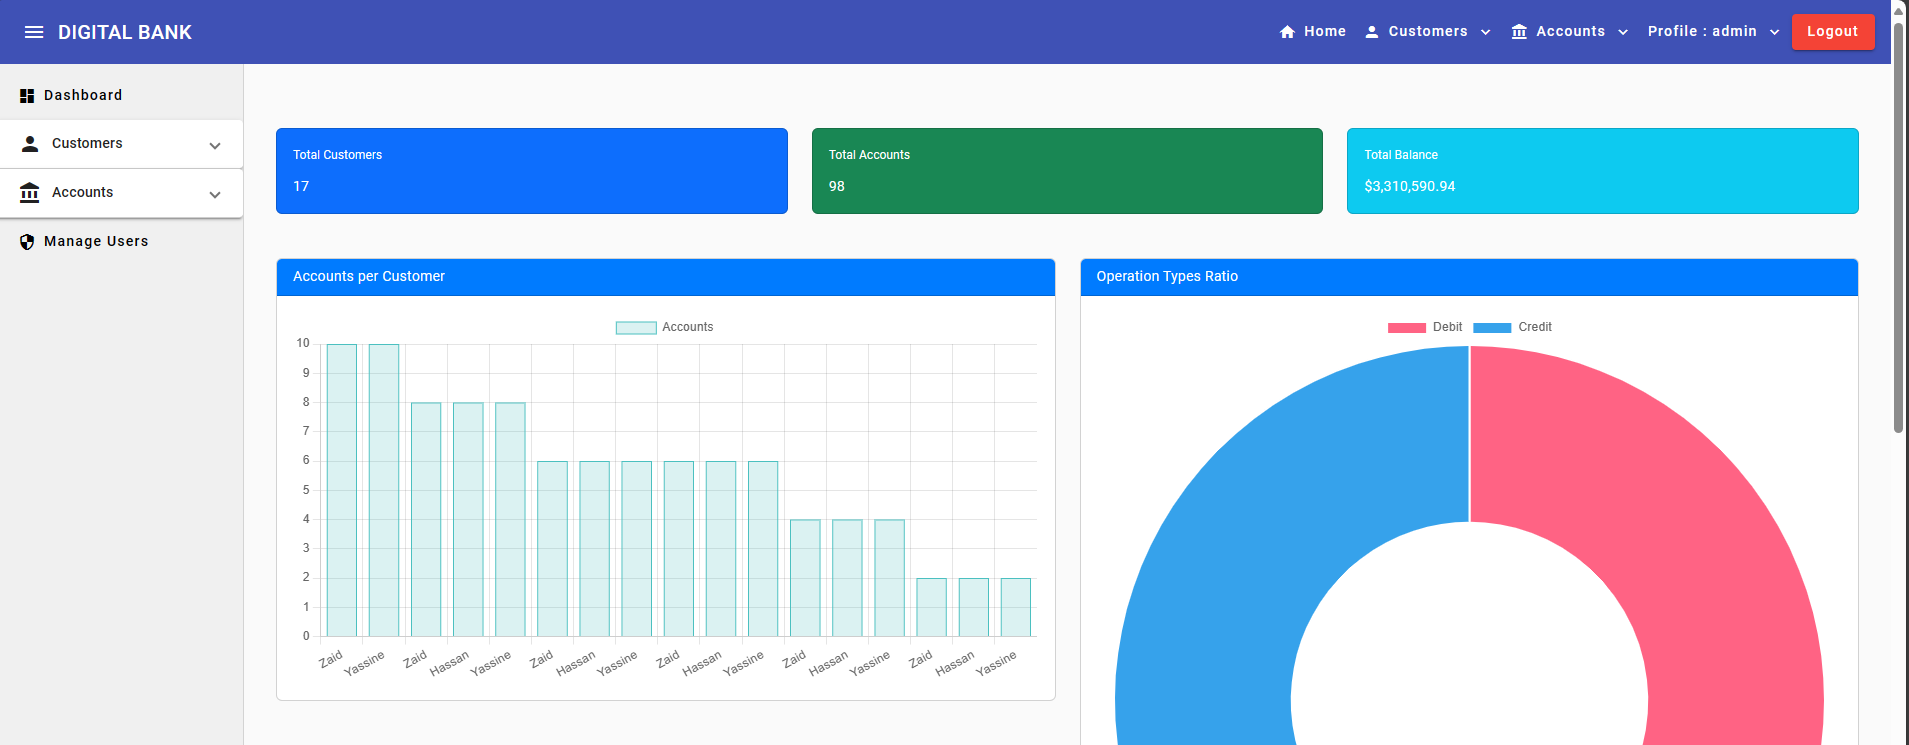 DIGITAL BANK
Home Customers Accounts Profile : admin Logout
Dashboard
Customers
Accounts
Manage Users
Total Customers
17
Total Accounts
98
Total Balance
$3,310,590.94
Accounts per Customer
Accounts
10
9
8
7
6
5
4
3
2
1
0
Zaid Yassine Zaid Hassan Yassine Zaid Hassan Yassine Zaid Hassan Yassine Zaid Hassan Yassine Zaid Hassan Yassine
Operation Types Ratio
Debit Credit